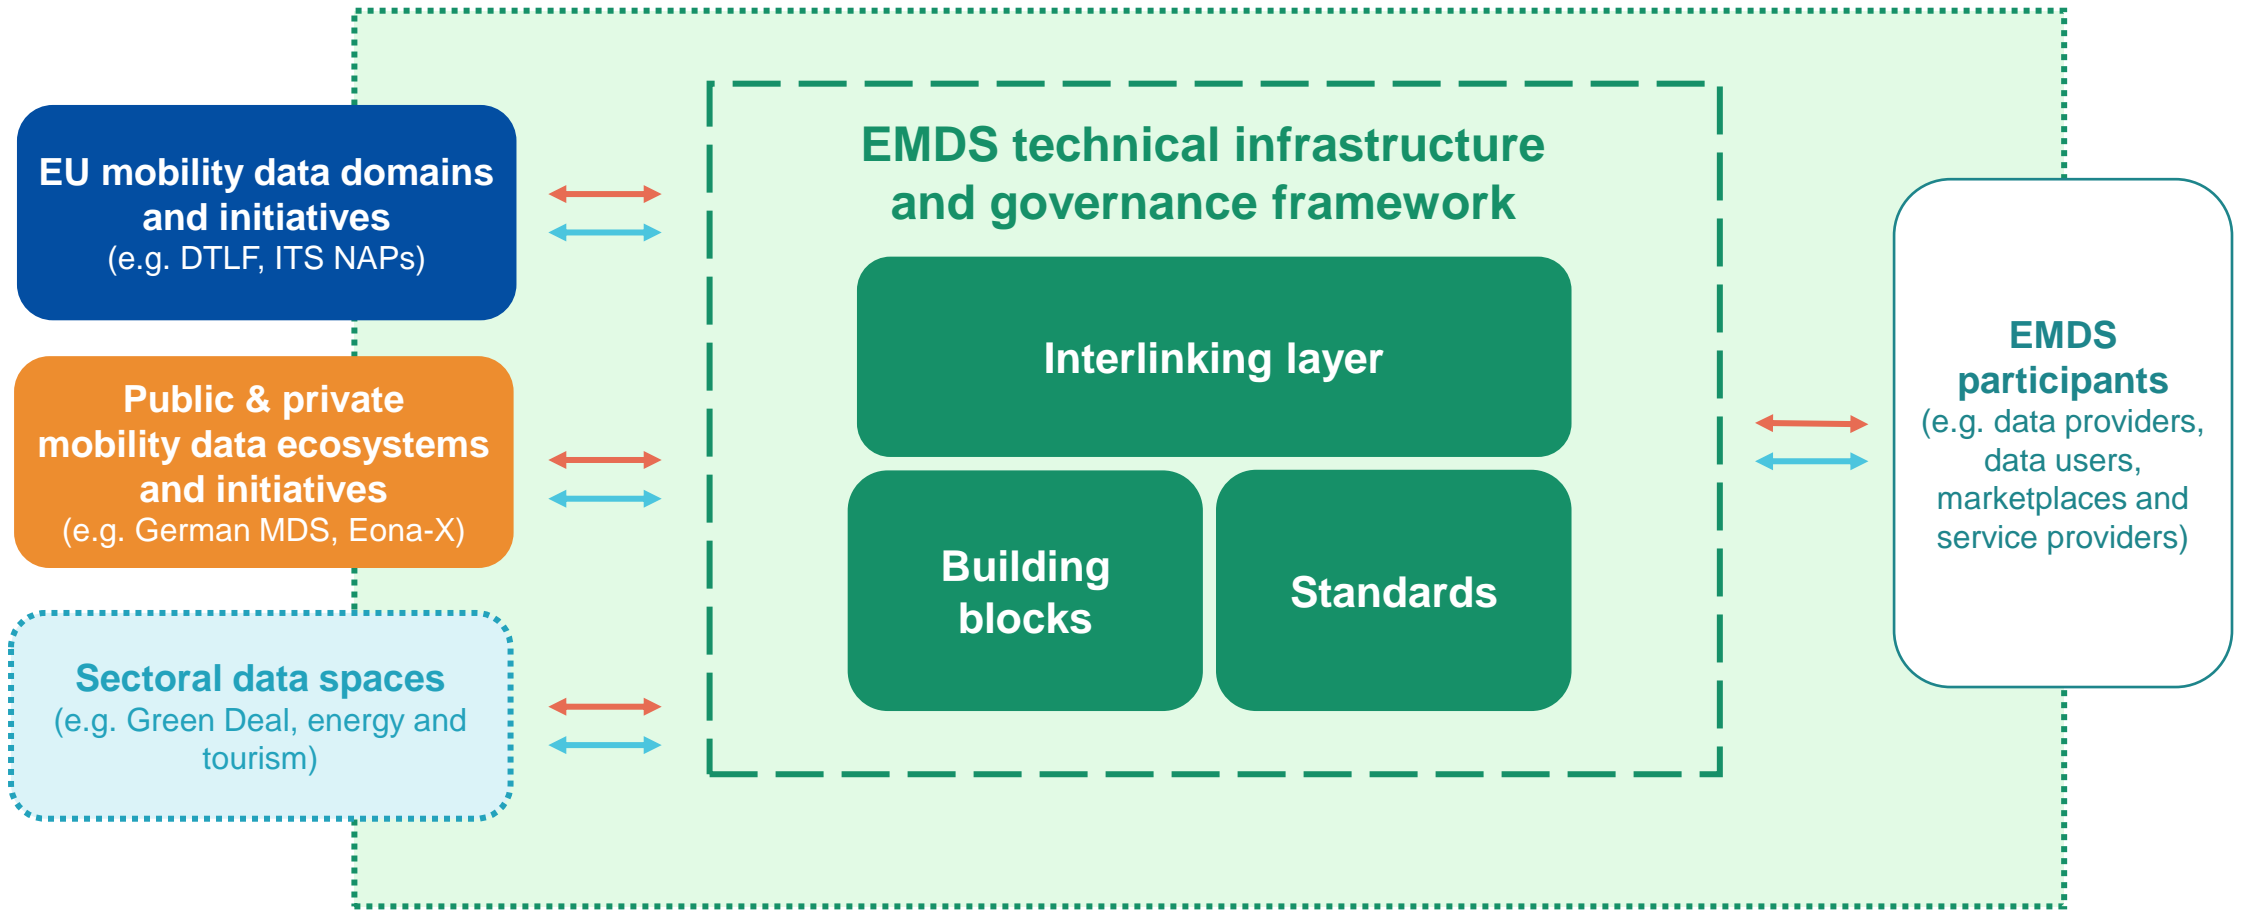 EU mobility data domains
and initiatives
(e.g. DTLF, ITS NAPs)
Public & private
mobility data ecosystems
and initiatives
(e.g. German MDS, Eona-X)
Sectoral data spaces
(e.g. Green Deal, energy and
tourism)
EMDS technical infrastructure
and governance framework
Interlinking layer
Building
blocks
Standards
EMDS
participants
(e.g. data providers,
data users,
marketplaces and
service providers)